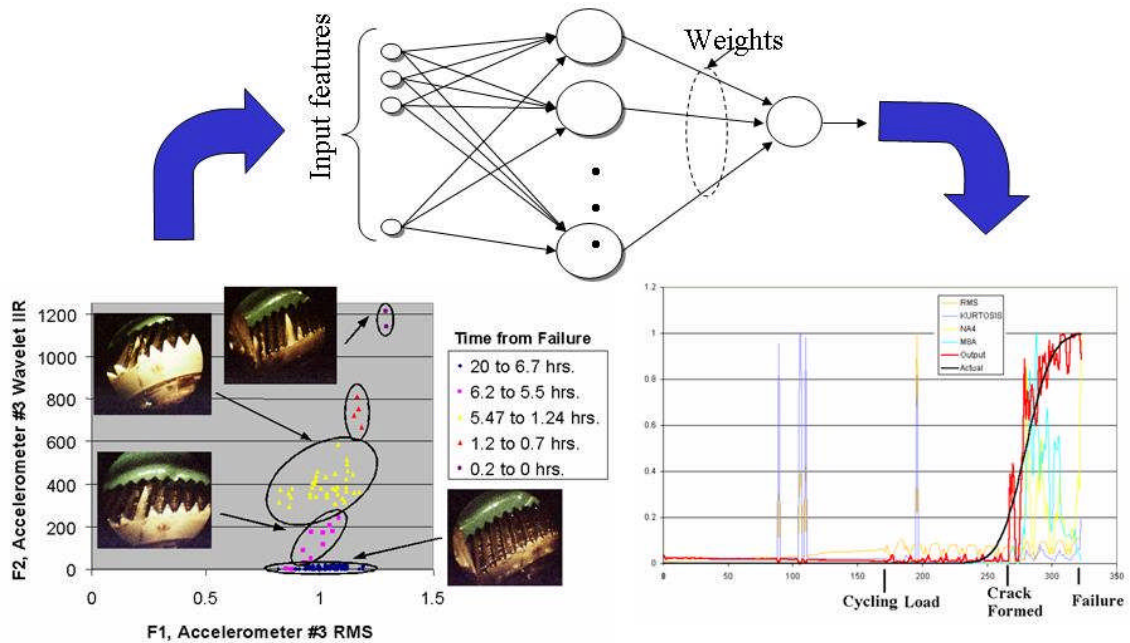 Weights
Input features
1200
1000
800
600
400
200
0
0
0.5
1
1.5
F2, Accelerometer #3 Wavelet IIR
F1, Accelerometer #3 RMS
Time from Failure
20 to 6.7 hrs.
6.2 to 5.5 hrs.
5.47 to 1.24 hrs.
1.2 to 0.7 hrs.
0.2 to 0 hrs.
1.2
1
0.8
0.6
0.4
0.2
0
RMS
KURTOSIS
NA4
M8A
Output
Actual
0
50
100
150
200
250
300
350
Cycling Load
Crack
Formed
Failure